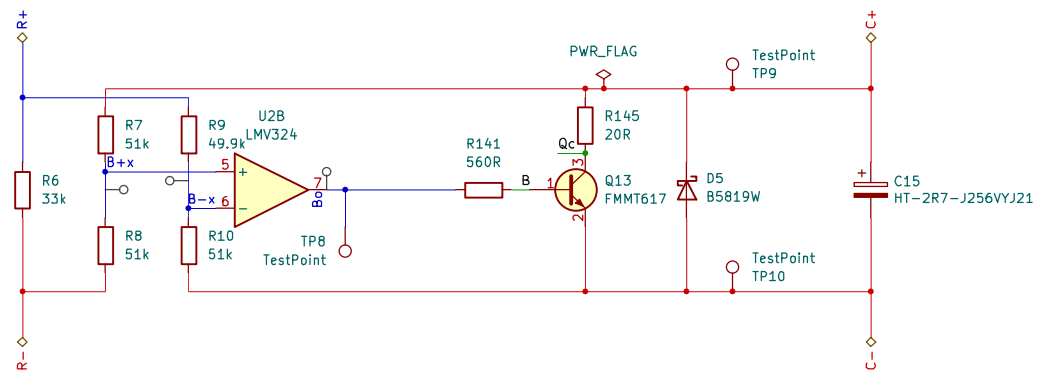 R+
C+
PWR_FLAG
TestPoint
TP9
R7
51k
R9
49.9k
U2B
LMV324
R145
20R
Qc
R141
560R
B+x
5
+
7
3
R6
33k
B-x
6
-
Bo
B
1
2
Q13
FMMT617
D5
B5819W
+
C15
HT-2R7-J256VYJ21
R8
51k
R10
51k
TP8
TestPoint
TestPoint
TP10
R-
C-